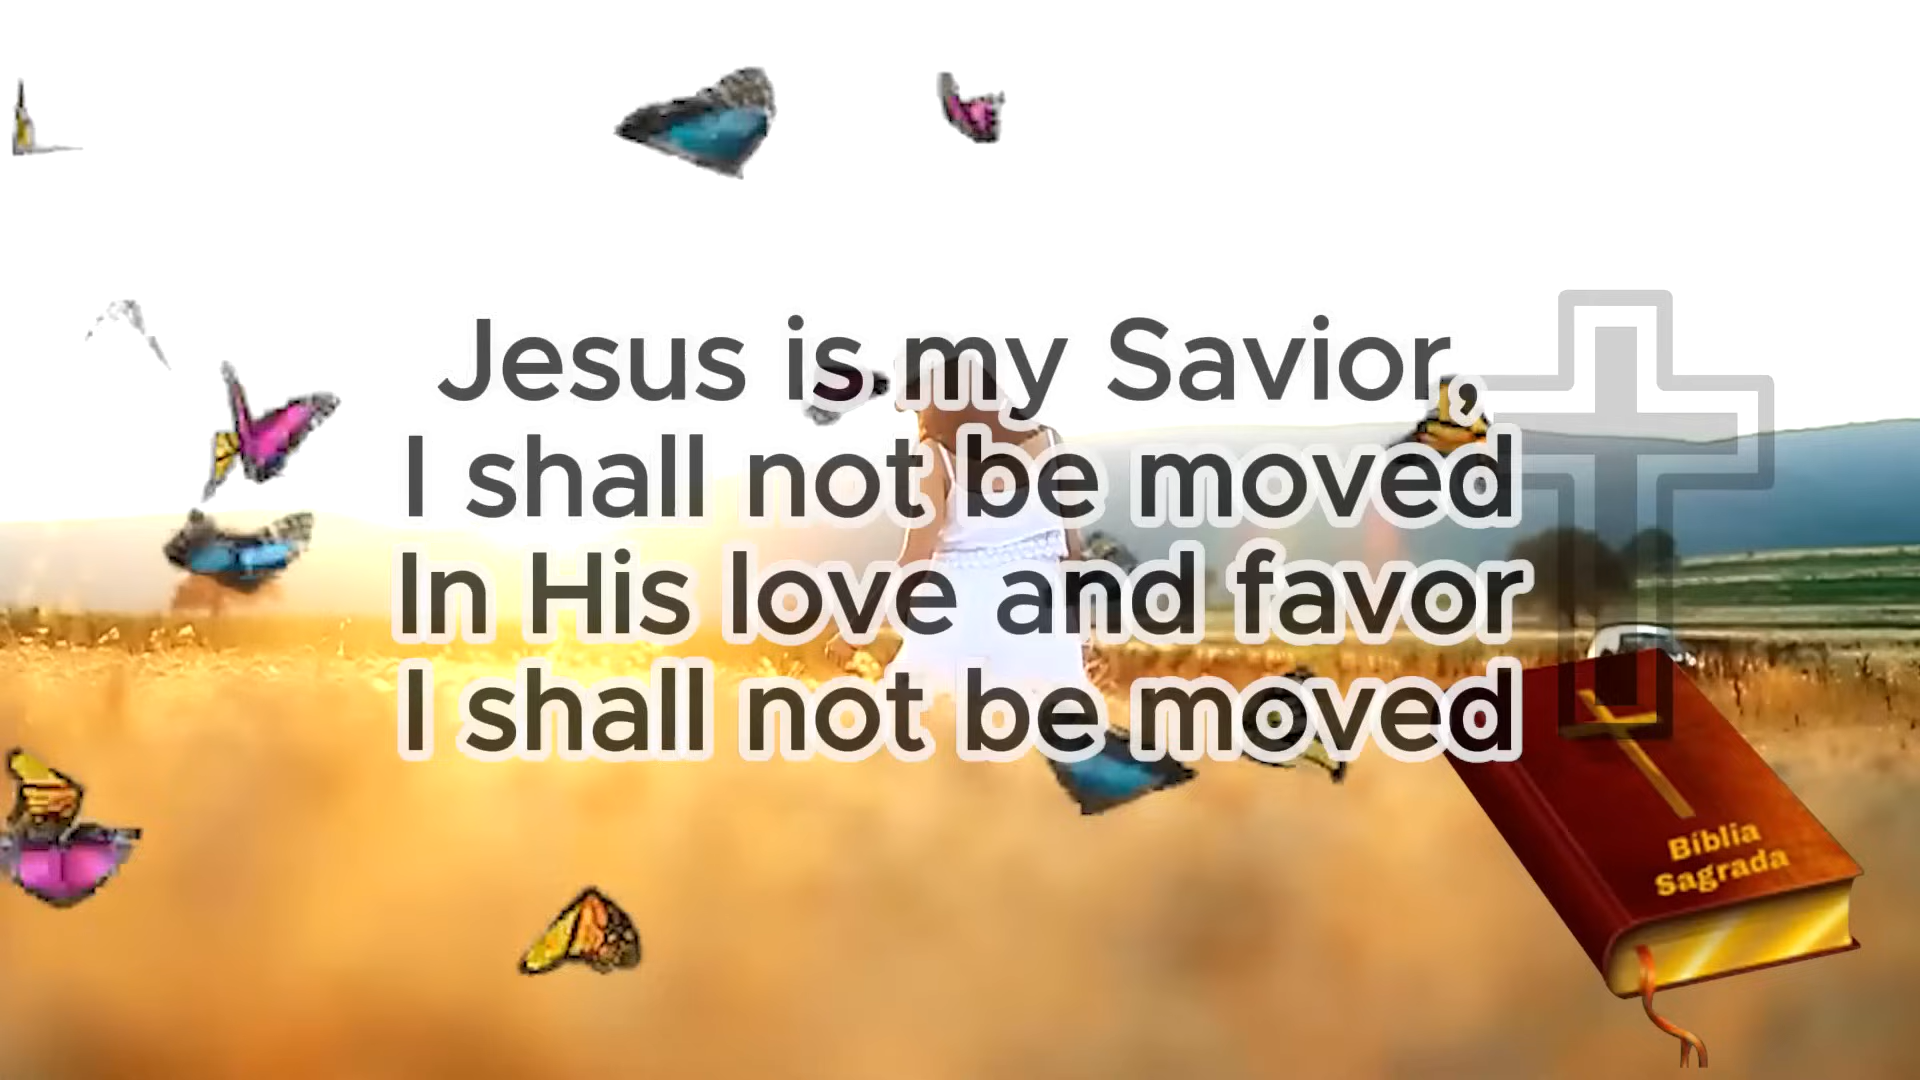 Jesus is my Savior,
I shall not be moved
In His love and favor
I shall not be moved
Bíblia
Sagrada